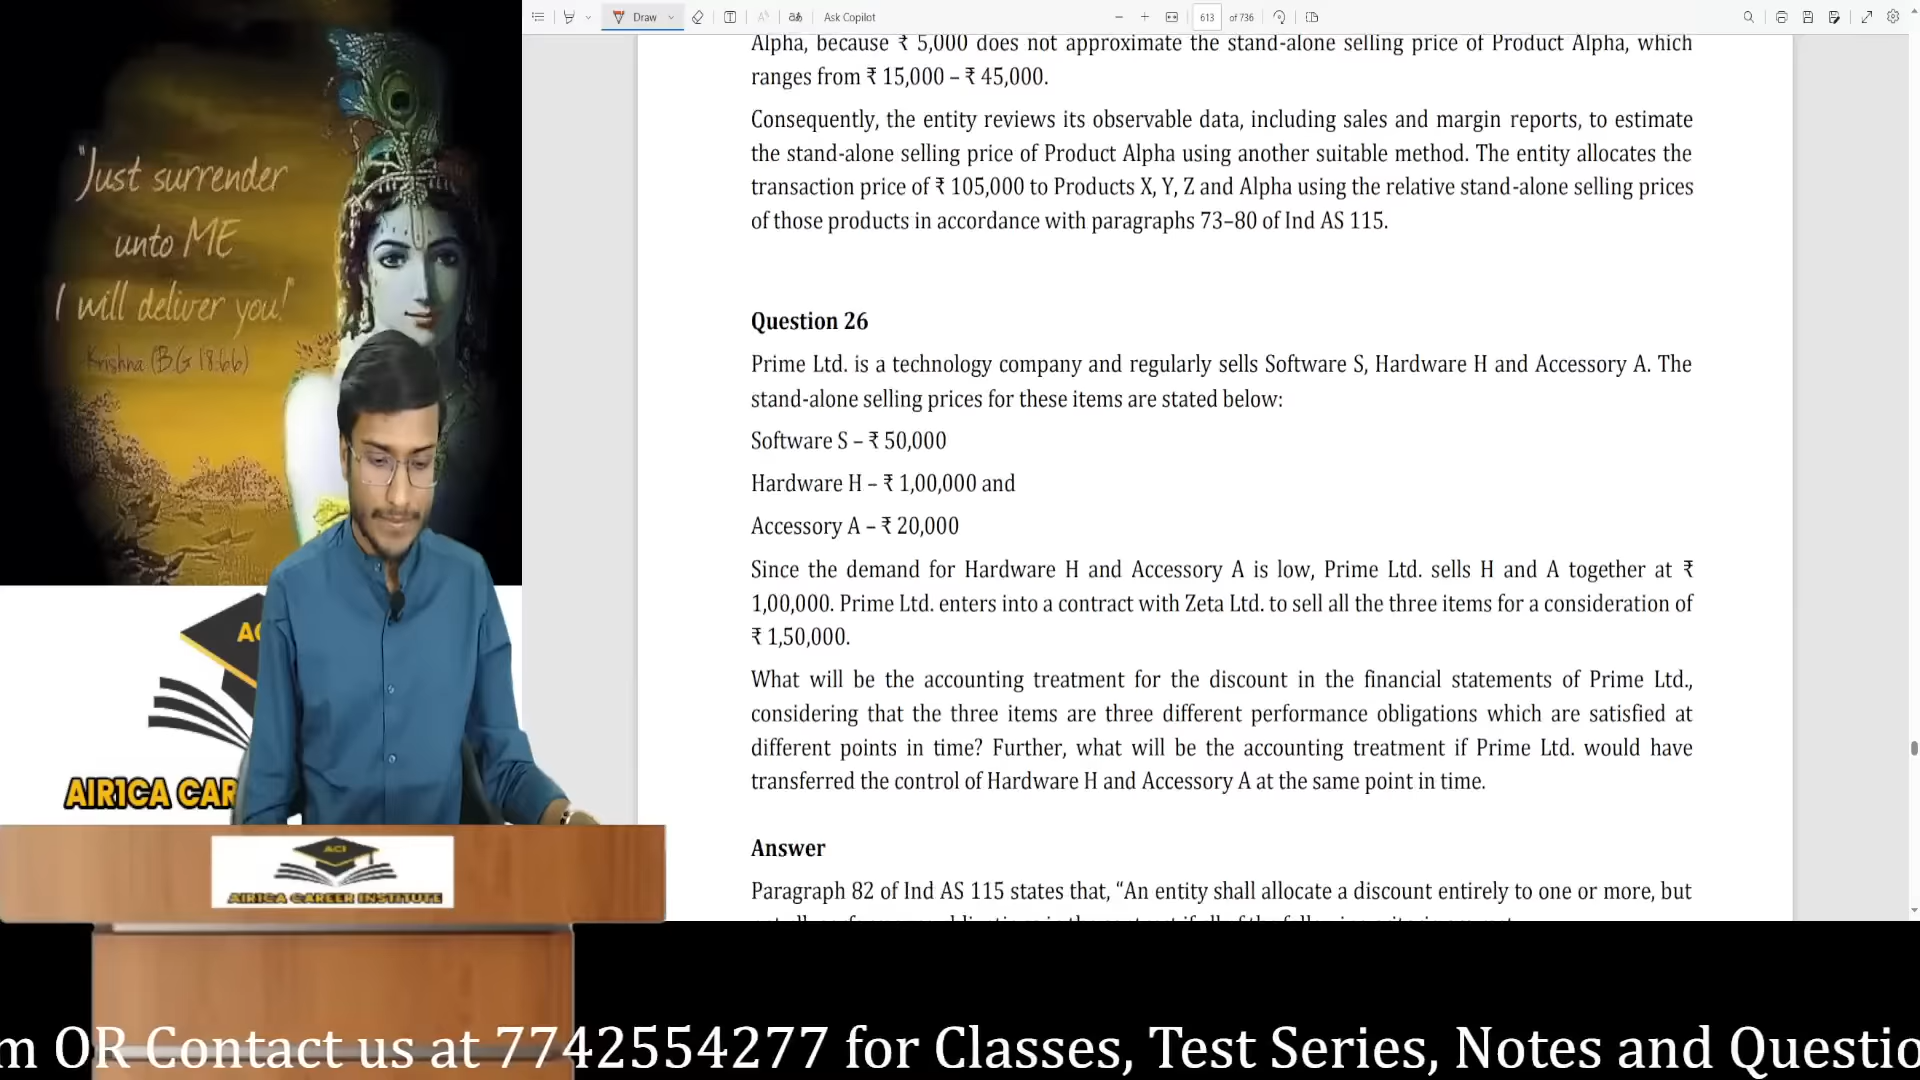 Draw
Ask Copilot
613 of 736
Alpha, because ₹ 5,000 does not approximate the stand-alone selling price of Product Alpha, which
ranges from ₹ 15,000 – ₹ 45,000.
Consequently, the entity reviews its observable data, including sales and margin reports, to estimate
the stand-alone selling price of Product Alpha using another suitable method. The entity allocates the
transaction price of ₹ 105,000 to Products X, Y, Z and Alpha using the relative stand-alone selling prices
of those products in accordance with paragraphs 73–80 of Ind AS 115.
Question 26
Prime Ltd. is a technology company and regularly sells Software S, Hardware H and Accessory A. The
stand-alone selling prices for these items are stated below:
Software S – ₹ 50,000
Hardware H – ₹ 1,00,000 and
Accessory A – ₹ 20,000
Since the demand for Hardware H and Accessory A is low, Prime Ltd. sells H and A together at ₹
1,00,000. Prime Ltd. enters into a contract with Zeta Ltd. to sell all the three items for a consideration of
₹ 1,50,000.
What will be the accounting treatment for the discount in the financial statements of Prime Ltd.,
considering that the three items are three different performance obligations which are satisfied at
different points in time? Further, what will be the accounting treatment if Prime Ltd. would have
transferred the control of Hardware H and Accessory A at the same point in time.
Answer
Paragraph 82 of Ind AS 115 states that, “An entity shall allocate a discount entirely to one or more, but
"Just surrender
unto ME
I will deliver you!"
Krishna (B.G 18:66)
AIR1CA CAR
ACI
AIR1CA CAREER INSTITUTE
m OR Contact us at 7742554277 for Classes, Test Series, Notes and Questio